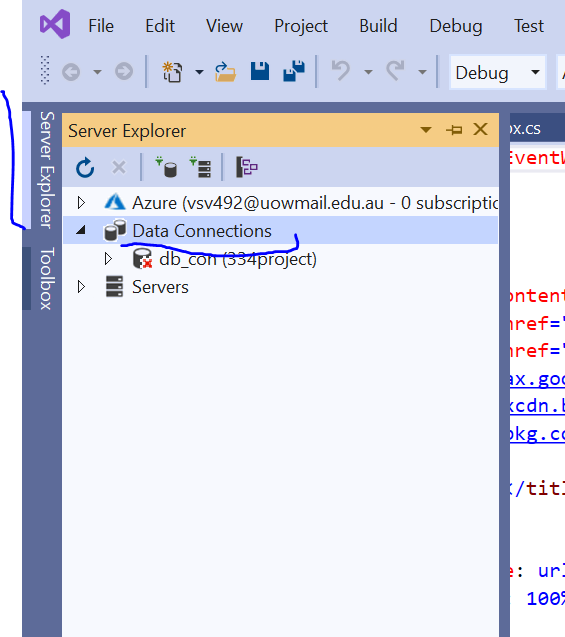 File Edit View Project Build Debug Test
Debug
Server Explorer
Toolbox
Server Explorer
Azure (vsv492@uowmail.edu.au - 0 subscriptio
Data Connections
db_con (334project)
Servers
ox.cs
EventW
ontent
href="
href="
ax.goo
xcdn.b
pkg.co
</titl
e: url
100%